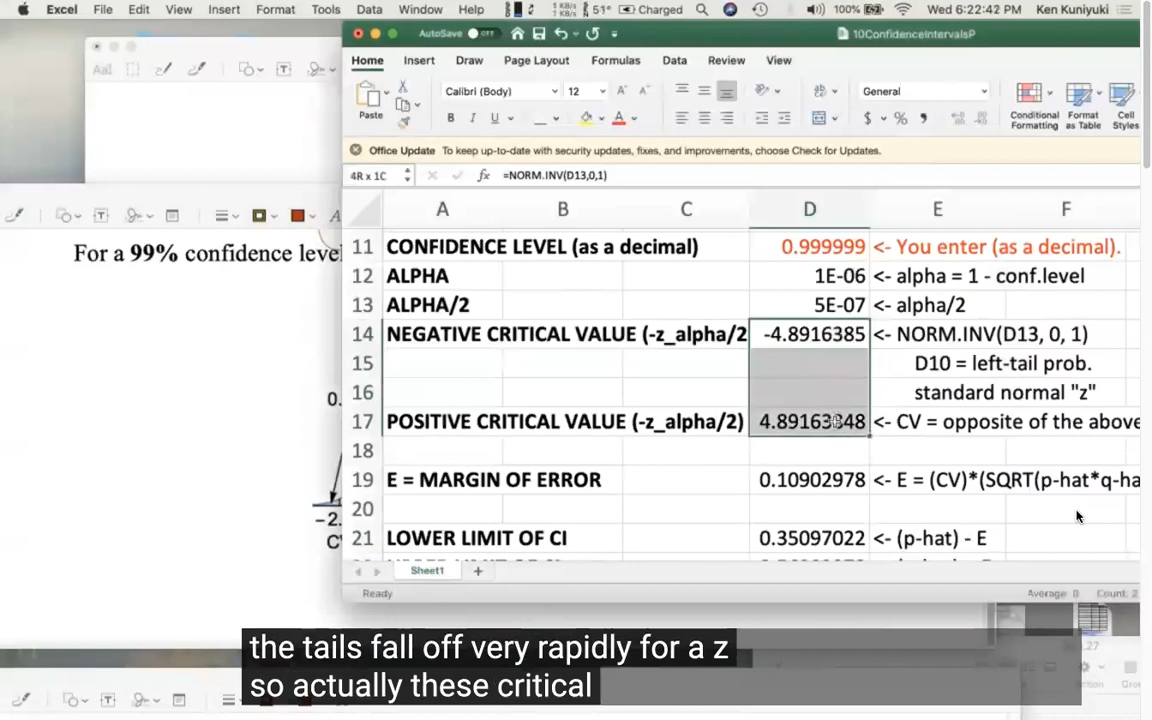 Excel File Edit View Insert Format Tools Data Window Help 51° Charged 100% Wed 6:22:42 PM Ken Kuniyuki
AutoSave OFF 10ConfidenceIntervalsP
Home Insert Draw Page Layout Formulas Data Review View
Paste Calibri (Body) 12 General Conditional Formatting Format as Table Cell Styles
B I U A $ %
Office Update To keep up-to-date with security updates, fixes, and improvements, choose Check for Updates.
4R x 1C fx =NORM.INV(D13,0,1)
A B C D E F
For a 99% confidence level
11 CONFIDENCE LEVEL (as a decimal) 0.999999 <- You enter (as a decimal).
12 ALPHA 1E-06 <- alpha = 1 - conf.level
13 ALPHA/2 5E-07 <- alpha/2
14 NEGATIVE CRITICAL VALUE (-z_alpha/2 -4.8916385 <- NORM.INV(D13, 0, 1)
15 D10 = left-tail prob.
16 standard normal "z"
0.
17 POSITIVE CRITICAL VALUE (-z_alpha/2) <- CV = opposite of the above
18
19 E = MARGIN OF ERROR 0.10902978 <- E = (CV)*(SQRT(p-hat*q-ha
20
−2.
21 LOWER LIMIT OF CI 0.35097022 <- (p-hat) - E
Sheet1 +
Ready Average Count: 2
the tails fall off very rapidly for a z
so actually these critical